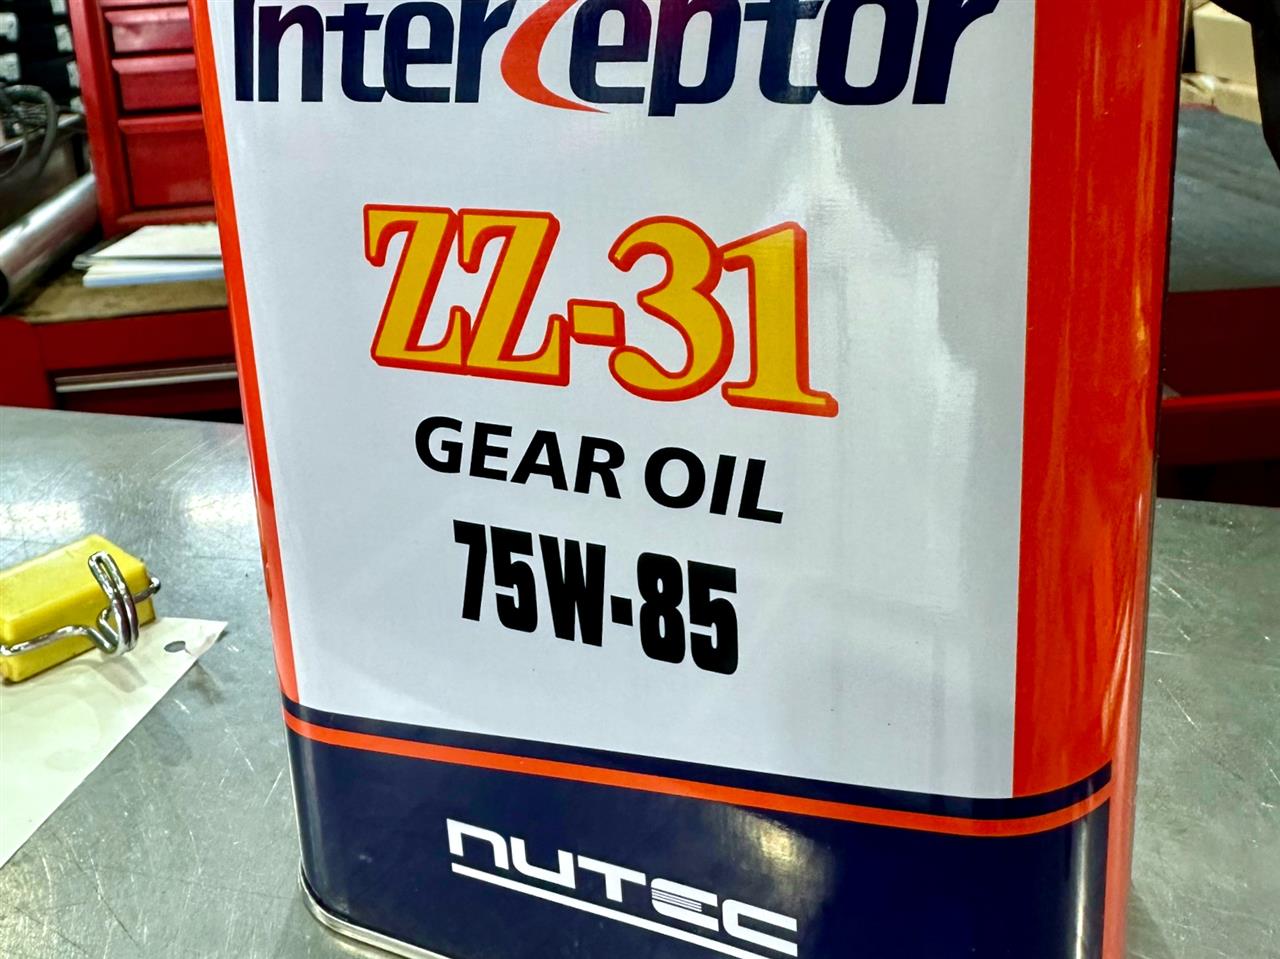 Interceptor
ZZ-31
GEAR OIL
75W-85
NUTEC